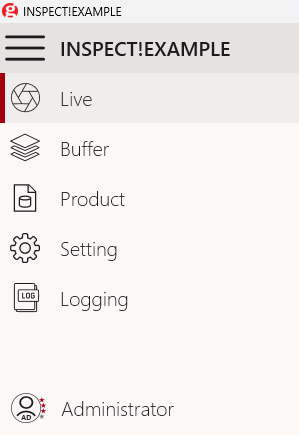 INSPECT!EXAMPLE
INSPECT!EXAMPLE
Live
Buffer
Product
Setting
LOG
Logging
AD
Administrator